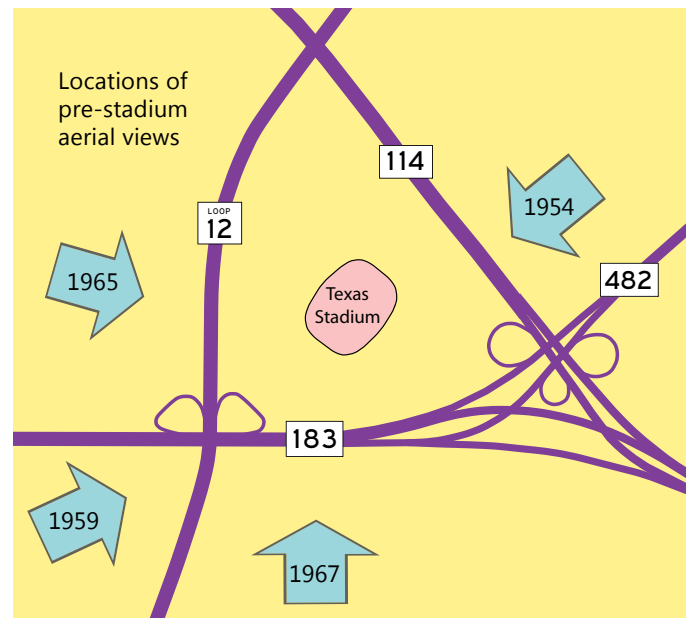 Locations of
pre-stadium
aerial views
114
1954
LOOP
12
482
1965
Texas
Stadium
183
1959
1967